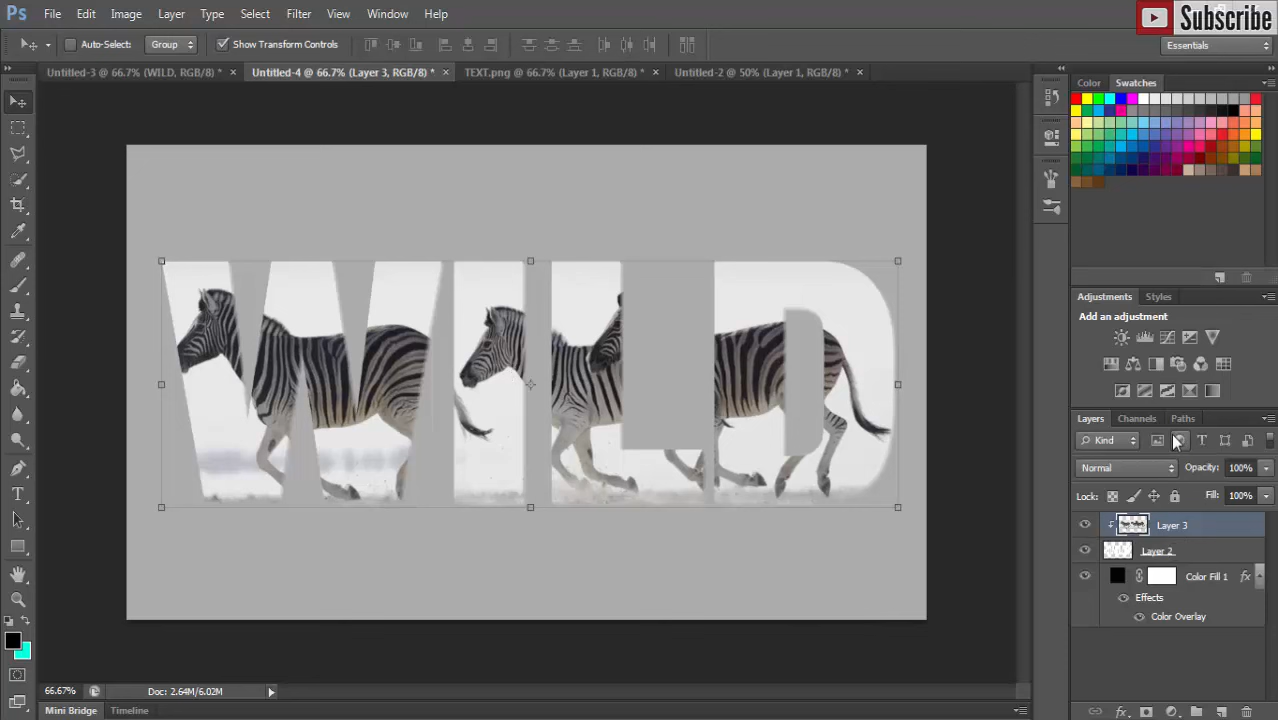 Ps File Edit Image Layer Type Select Filter View Window Help
Subscribe
Auto-Select: Group Show Transform Controls Essentials
Untitled-3 @ 66.7% (WILD, RGB/8) * × Untitled-4 @ 66.7% (Layer 3, RGB/8) * × TEXT.png @ 66.7% (Layer 1, RGB/8) * × Untitled-2 @ 50% (Layer 1, RGB/8) * ×
Color Swatches
WILD
Adjustments Styles
Add an adjustment
Layers Channels Paths
Kind
Normal Opacity: 100%
Lock: Fill: 100%
Layer 3
Layer 2
Color Fill 1 fx
Effects
Color Overlay
66.67% Doc: 2.64M/6.02M
Mini Bridge Timeline